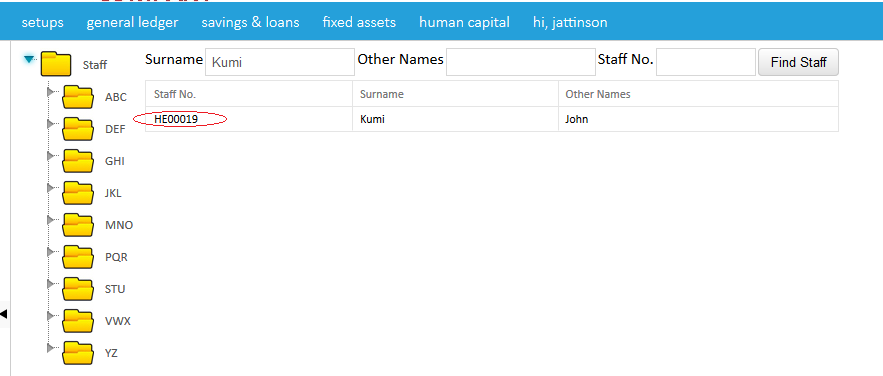 setups general ledger savings & loans fixed assets human capital hi, jattinson
Surname Kumi Other Names Staff No. Find Staff
Staff
Staff No. Surname Other Names
HE00019 Kumi John
ABC
DEF
GHI
JKL
MNO
PQR
STU
VWX
YZ